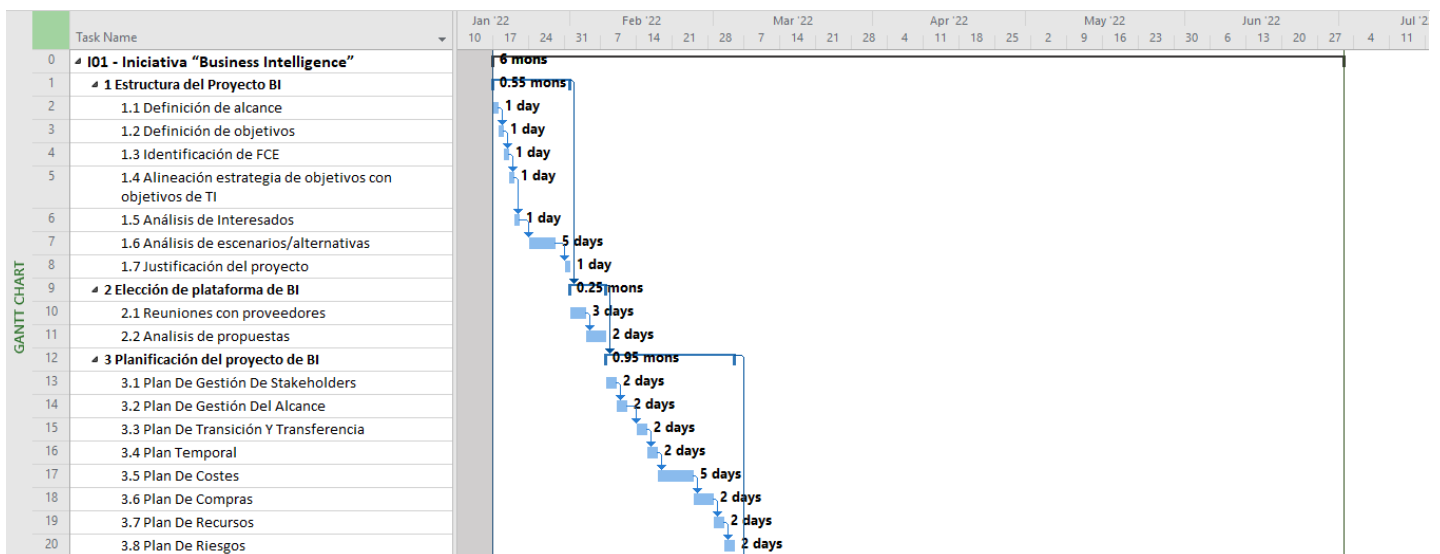 Jan '22 Feb '22 Mar '22 Apr '22 May '22 Jun '22 Jul '2
Task Name 10 17 24 31 7 14 21 28 7 14 21 28 4 11 18 25 2 9 16 23 30 6 13 20 27 4 11
0 I01 - Iniciativa “Business Intelligence” 6 mons
1 1 Estructura del Proyecto BI 0.55 mons
2 1.1 Definición de alcance 1 day
3 1.2 Definición de objetivos 1 day
4 1.3 Identificación de FCE 1 day
5 1.4 Alineación estrategia de objetivos con 1 day
objetivos de TI
6 1.5 Análisis de Interesados 1 day
7 1.6 Análisis de escenarios/alternativas 5 days
8 1.7 Justificación del proyecto 1 day
GANTT CHART
9 2 Elección de plataforma de BI 0.25 mons
10 2.1 Reuniones con proveedores 3 days
11 2.2 Analisis de propuestas 2 days
12 3 Planificación del proyecto de BI 0.95 mons
13 3.1 Plan De Gestión De Stakeholders 2 days
14 3.2 Plan De Gestión Del Alcance 2 days
15 3.3 Plan De Transición Y Transferencia 2 days
16 3.4 Plan Temporal 2 days
17 3.5 Plan De Costes 5 days
18 3.6 Plan De Compras 2 days
19 3.7 Plan De Recursos 2 days
20 3.8 Plan De Riesgos 2 days